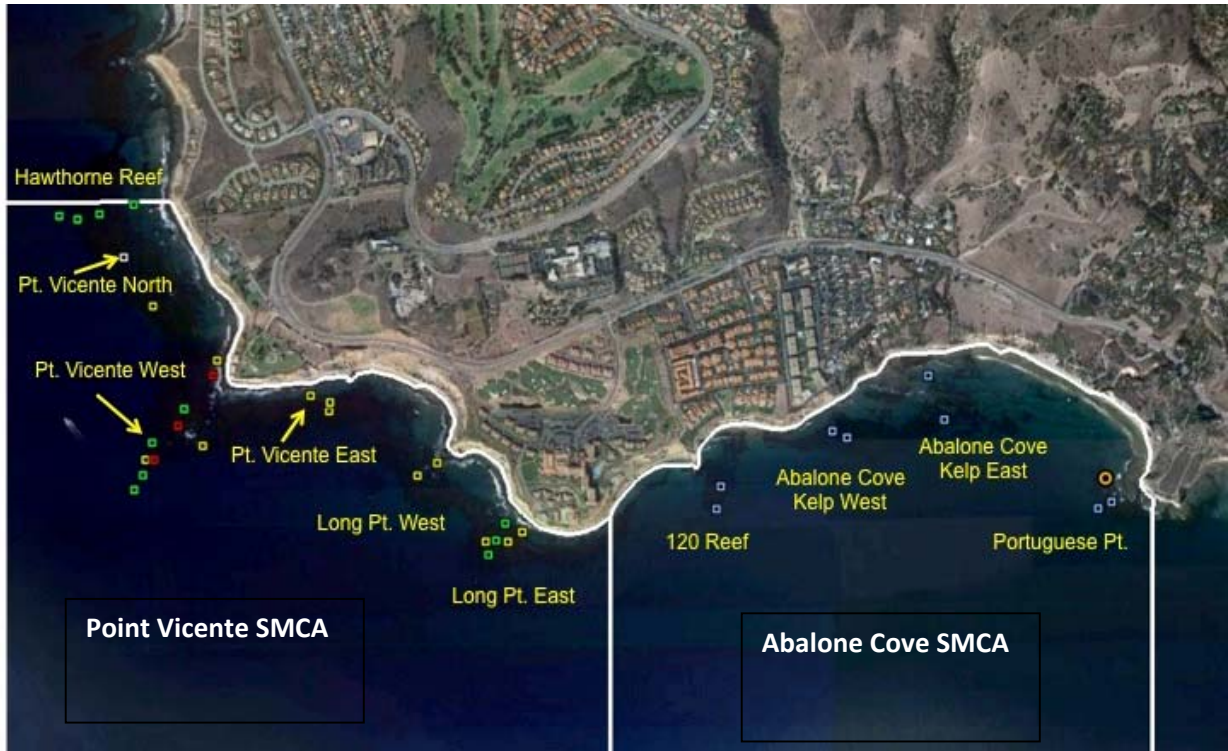 Hawthorne Reef
Pt. Vicente North
Pt. Vicente West
Pt. Vicente East
Long Pt. West
Long Pt. East
120 Reef
Abalone Cove
Kelp West
Abalone Cove
Kelp East
Portuguese Pt.
Point Vicente SMCA
Abalone Cove SMCA